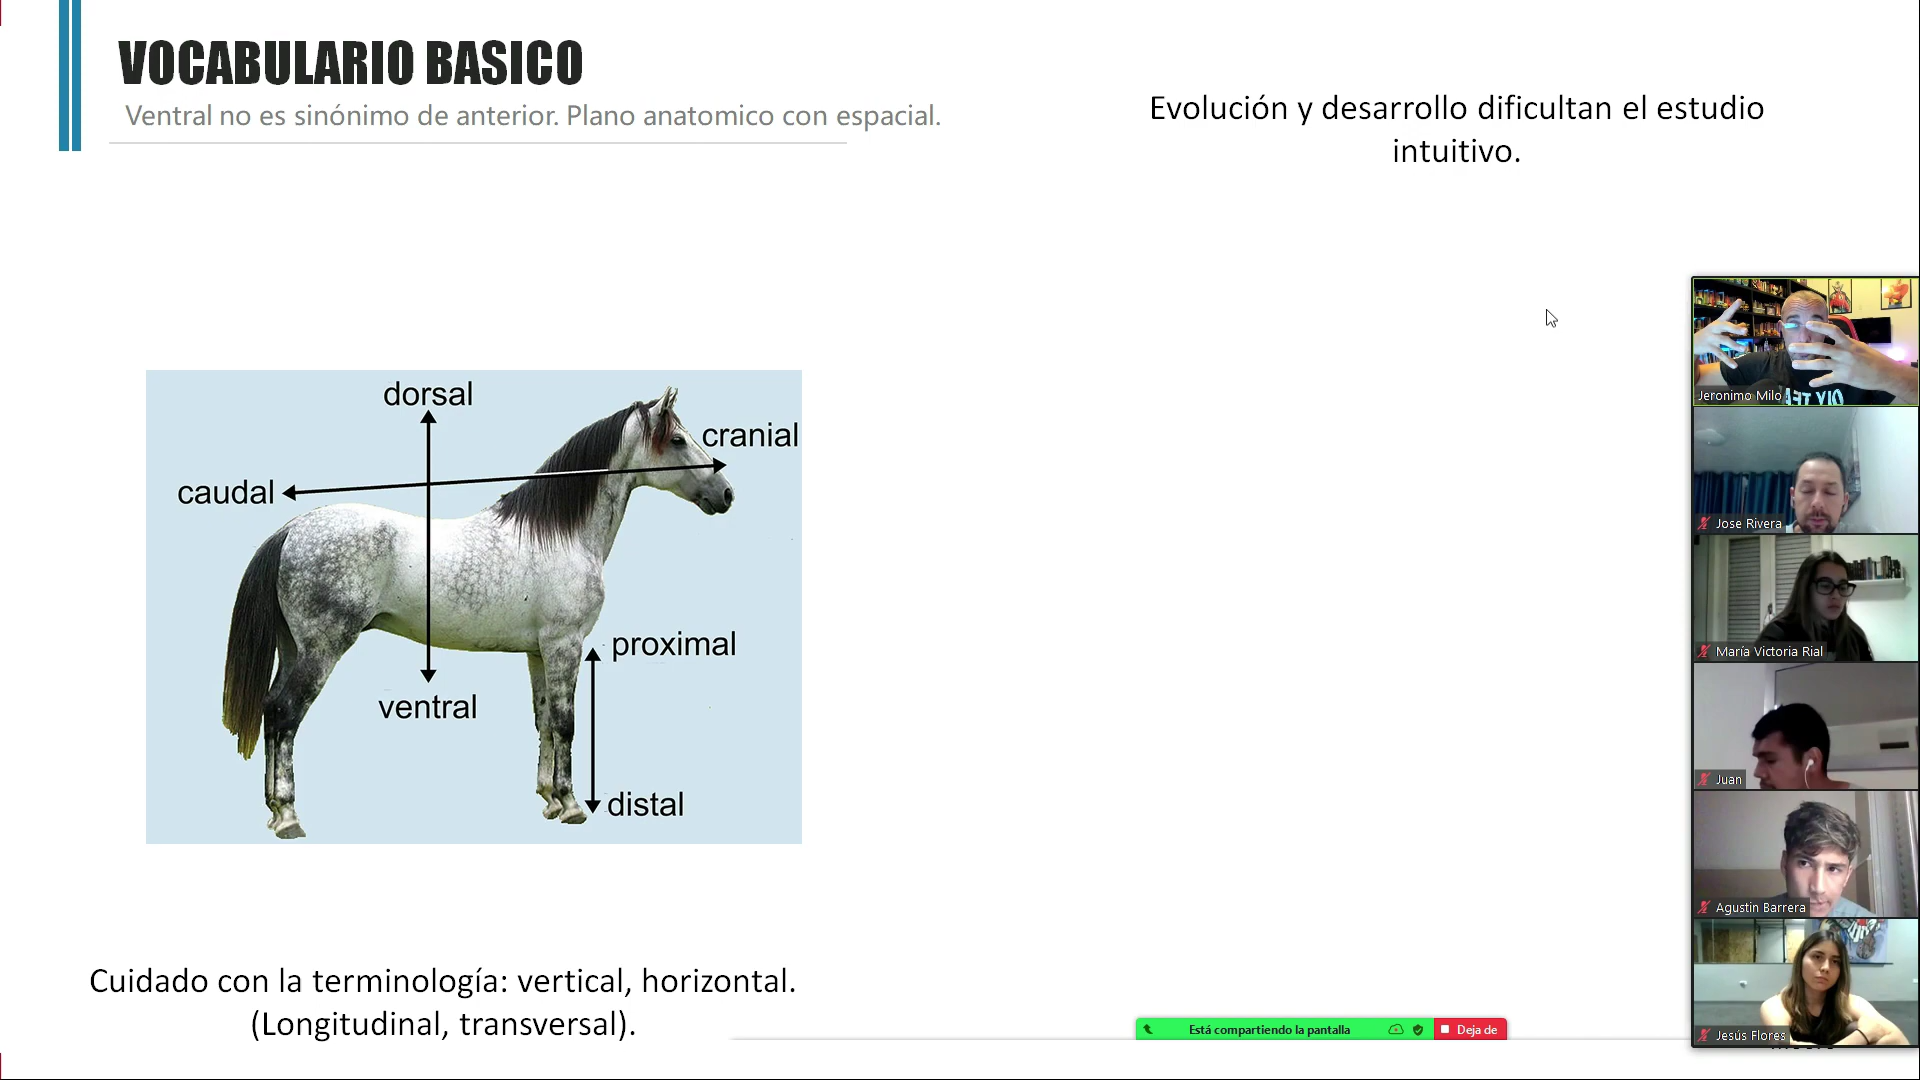 VOCABULARIO BASICO
Ventral no es sinónimo de anterior. Plano anatomico con espacial.
Evolución y desarrollo dificultan el estudio
intuitivo.
dorsal
cranial
caudal
proximal
ventral
distal
Cuidado con la terminología: vertical, horizontal.
(Longitudinal, transversal).
Jeronimo Milo
Jose Rivera
María Victoria Rial
Juan
Agustin Barrera
Jesús Flores
Está compartiendo la pantalla
Deja de